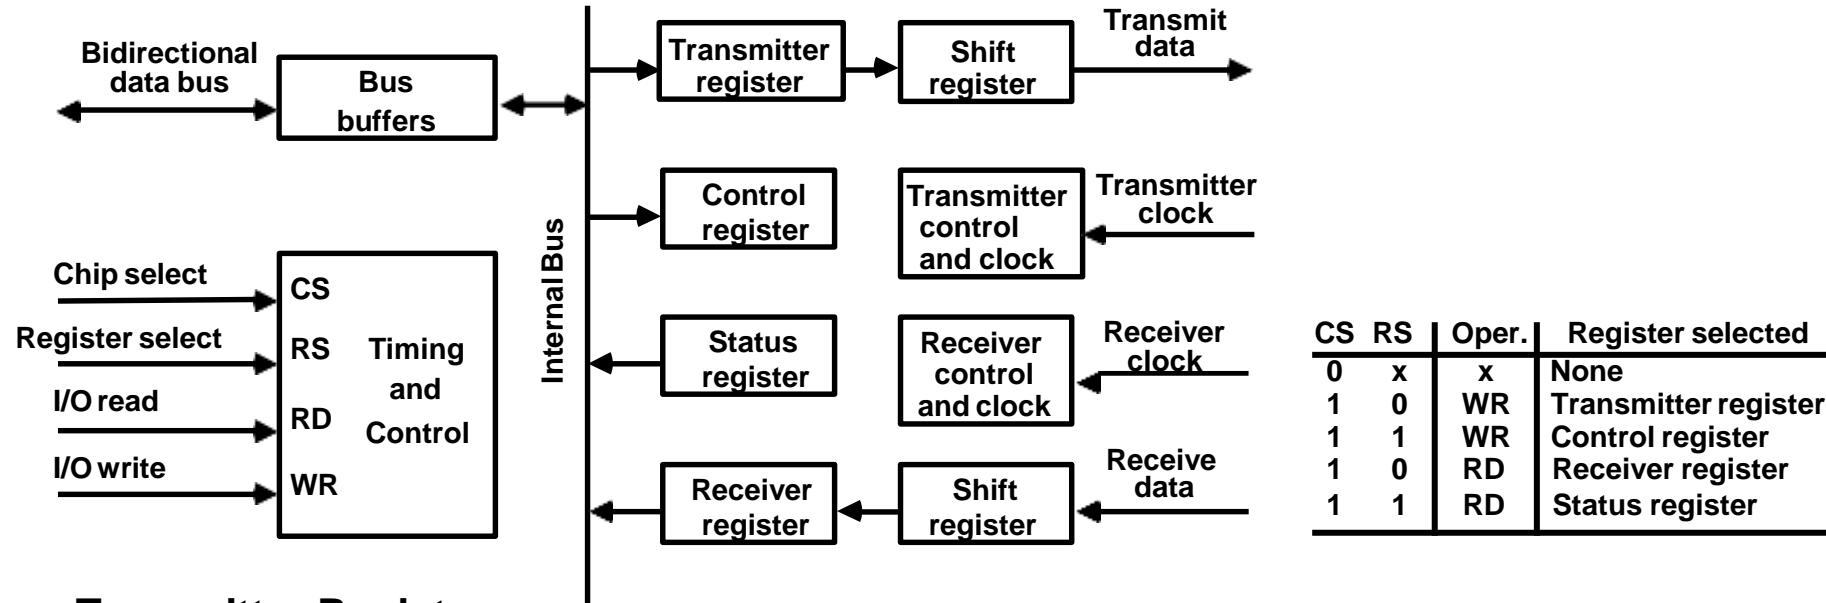 Bidirectional
data bus
Bus
buffers
Chip select
CS
Register select
RS
Timing
and
Control
I/O read
RD
I/O write
WR
Internal Bus
Transmitter
register
Shift
register
Transmit
data
Control
register
Transmitter
control
and clock
Transmitter
clock
Status
register
Receiver
control
and clock
Receiver
clock
Receiver
register
Shift
register
Receive
data
CS RS Oper. Register selected
0 x x None
1 0 WR Transmitter register
1 1 WR Control register
1 0 RD Receiver register
1 1 RD Status register